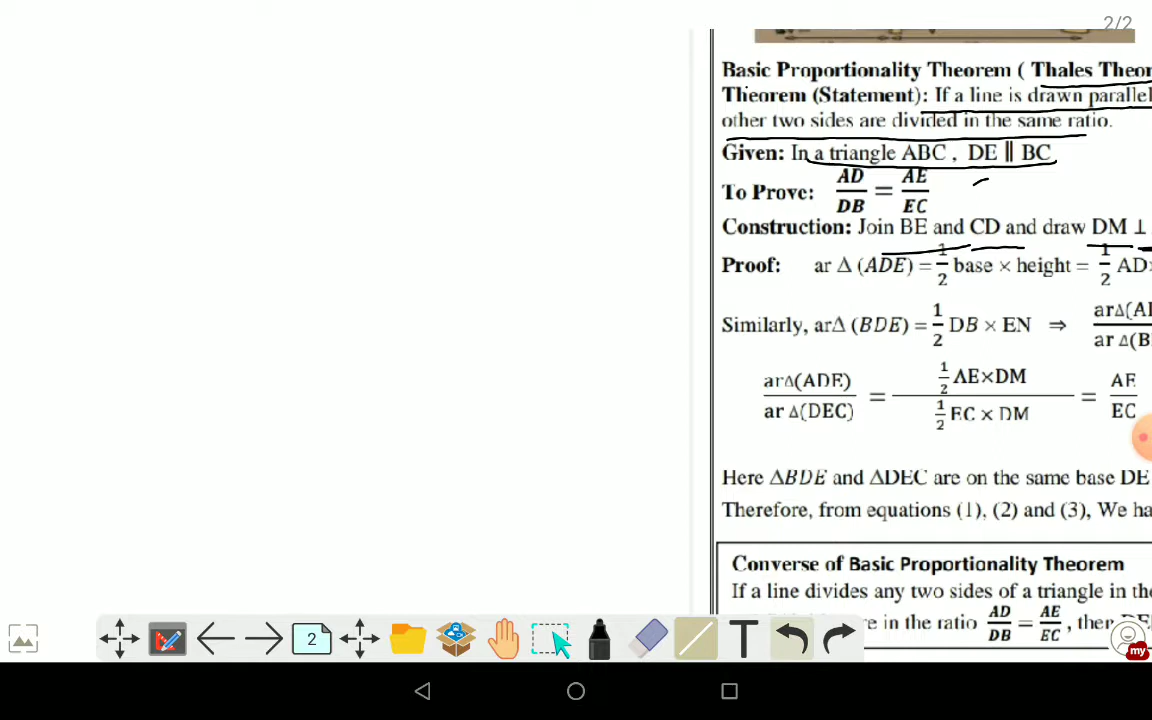 2/2
Basic Proportionality Theorem ( Thales Theor
Theorem (Statement): If a line is drawn parallel
other two sides are divided in the same ratio.
Given: In a triangle ABC , DE ∥ BC
To Prove: AD/DB = AE/EC
Construction: Join BE and CD and draw DM ⊥
Proof: ar Δ (ADE) = 1/2 base × height = 1/2 AD×
Similarly, arΔ (BDE) = 1/2 DB × EN ⇒ arΔ(AD / ar Δ(B
arΔ(ADE) / ar Δ(DEC) = 1/2 AE×DM / 1/2 EC × DM = AE/EC
Here ΔBDE and ΔDEC are on the same base DE
Therefore, from equations (1), (2) and (3), We ha
Converse of Basic Proportionality Theorem
If a line divides any two sides of a triangle in the
re in the ratio AD/DB = AE/EC , then DE
2
T
my